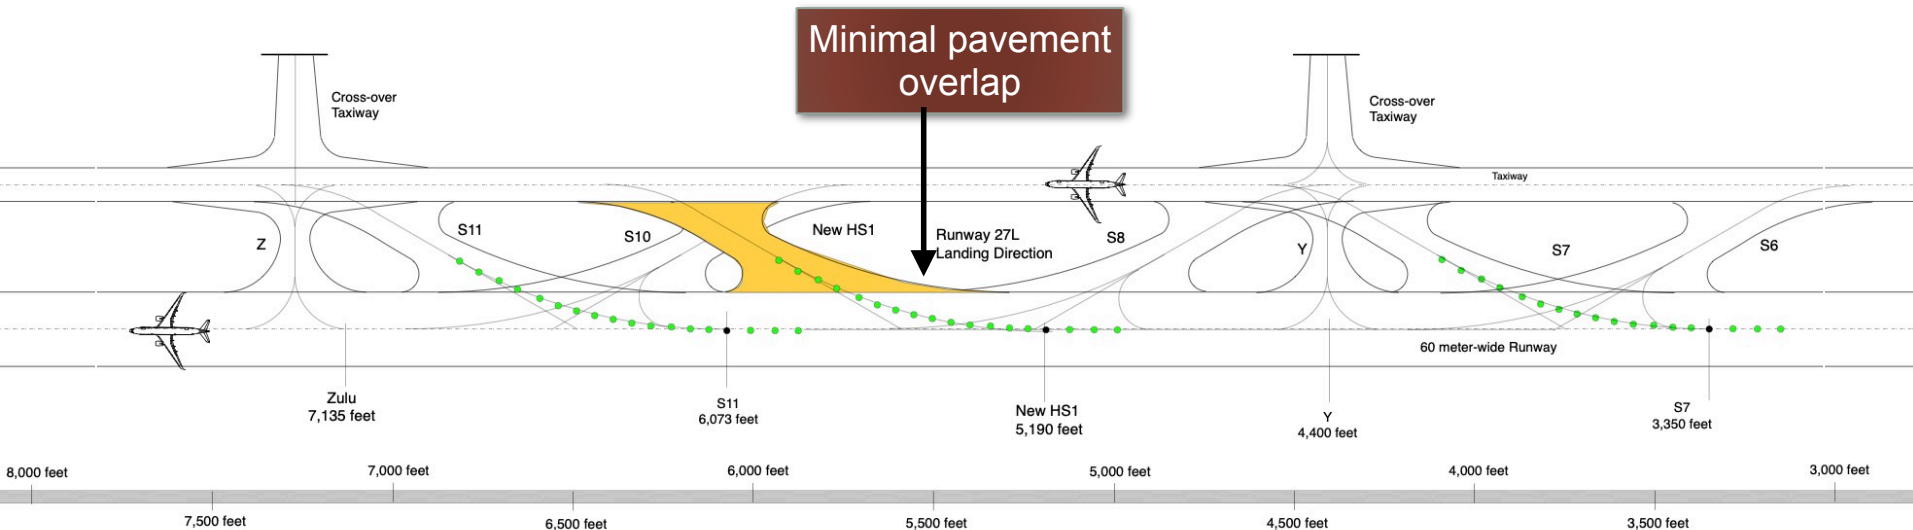 Minimal pavement
overlap
Cross-over
Taxiway
Cross-over
Taxiway
Taxiway
Z
S11
S10
New HS1
Runway 27L
Landing Direction
S8
Y
S7
S6
60 meter-wide Runway
Zulu
7,135 feet
S11
6,073 feet
New HS1
5,190 feet
Y
4,400 feet
S7
3,350 feet
8,000 feet
7,000 feet
6,000 feet
5,000 feet
4,000 feet
3,000 feet
7,500 feet
6,500 feet
5,500 feet
4,500 feet
3,500 feet